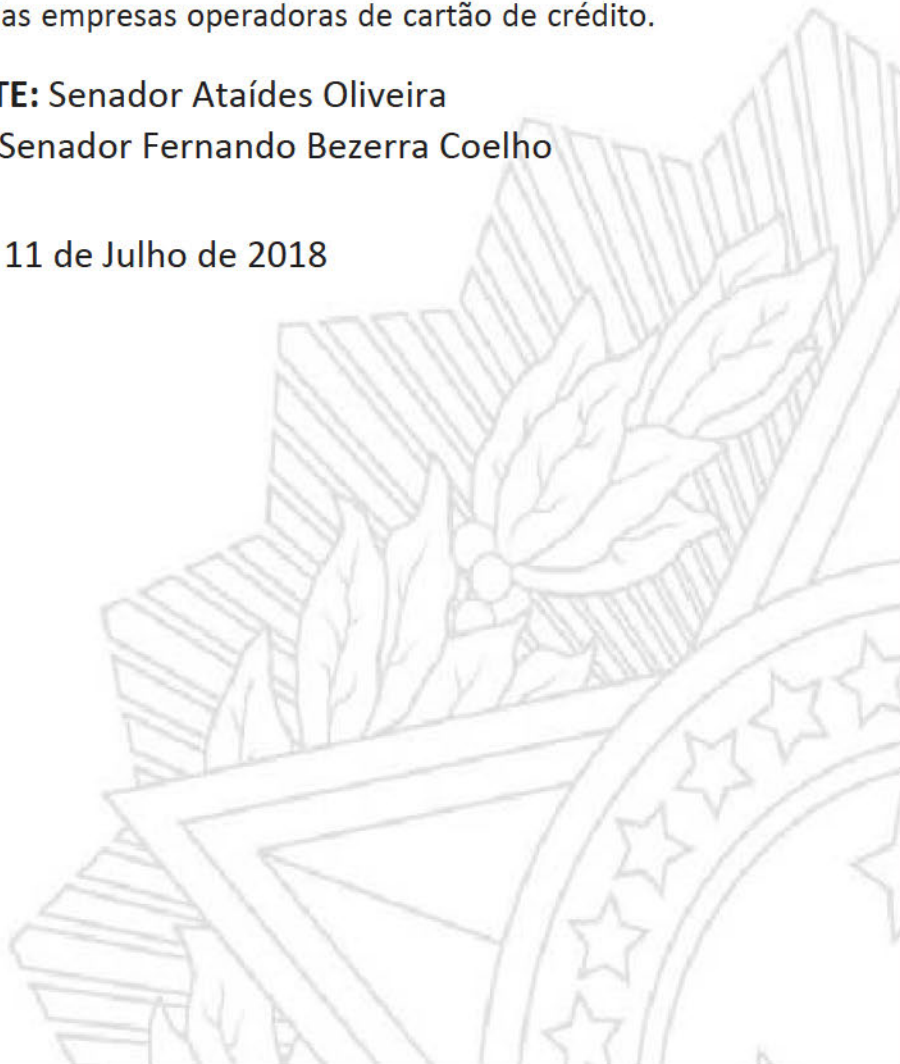 as empresas operadoras de cartão de crédito.
TE: Senador Ataídes Oliveira
Senador Fernando Bezerra Coelho
11 de Julho de 2018